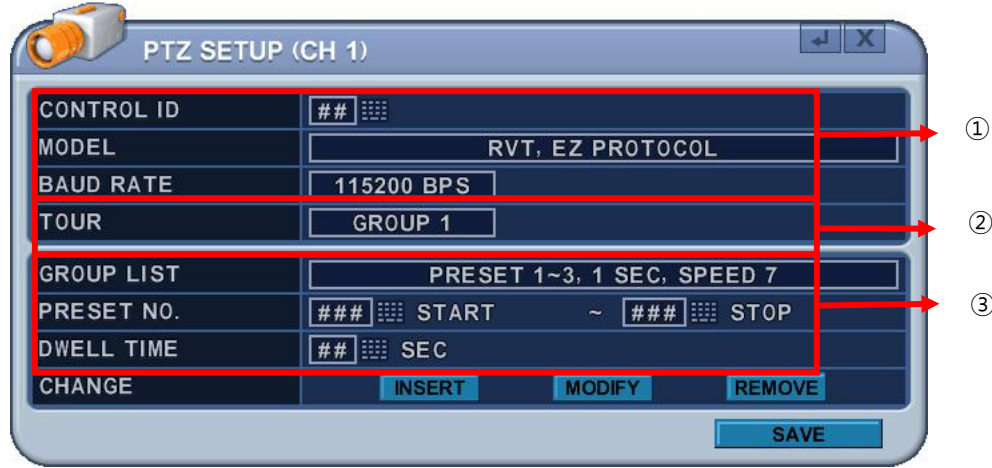 PTZ SETUP (CH 1) X
CONTROL ID ##
①
MODEL RVT, EZ PROTOCOL
BAUD RATE 115200 BPS
TOUR GROUP 1
②
GROUP LIST PRESET 1~3, 1 SEC, SPEED 7
PRESET NO. ### START ~ ### STOP
③
DWELL TIME ## SEC
CHANGE INSERT MODIFY REMOVE
SAVE